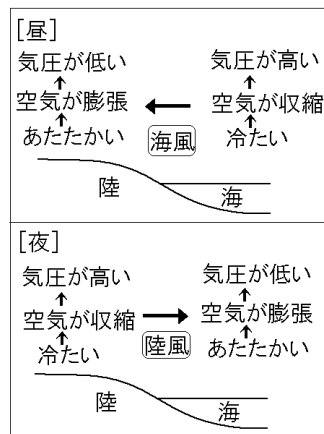 [昼]
気圧が低い 気圧が高い
空気が膨張 空気が収縮
あたたかい 海風 冷たい
陸 海
[夜]
気圧が高い 気圧が低い
空気が収縮 空気が膨張
冷たい 陸風 あたたかい
陸 海